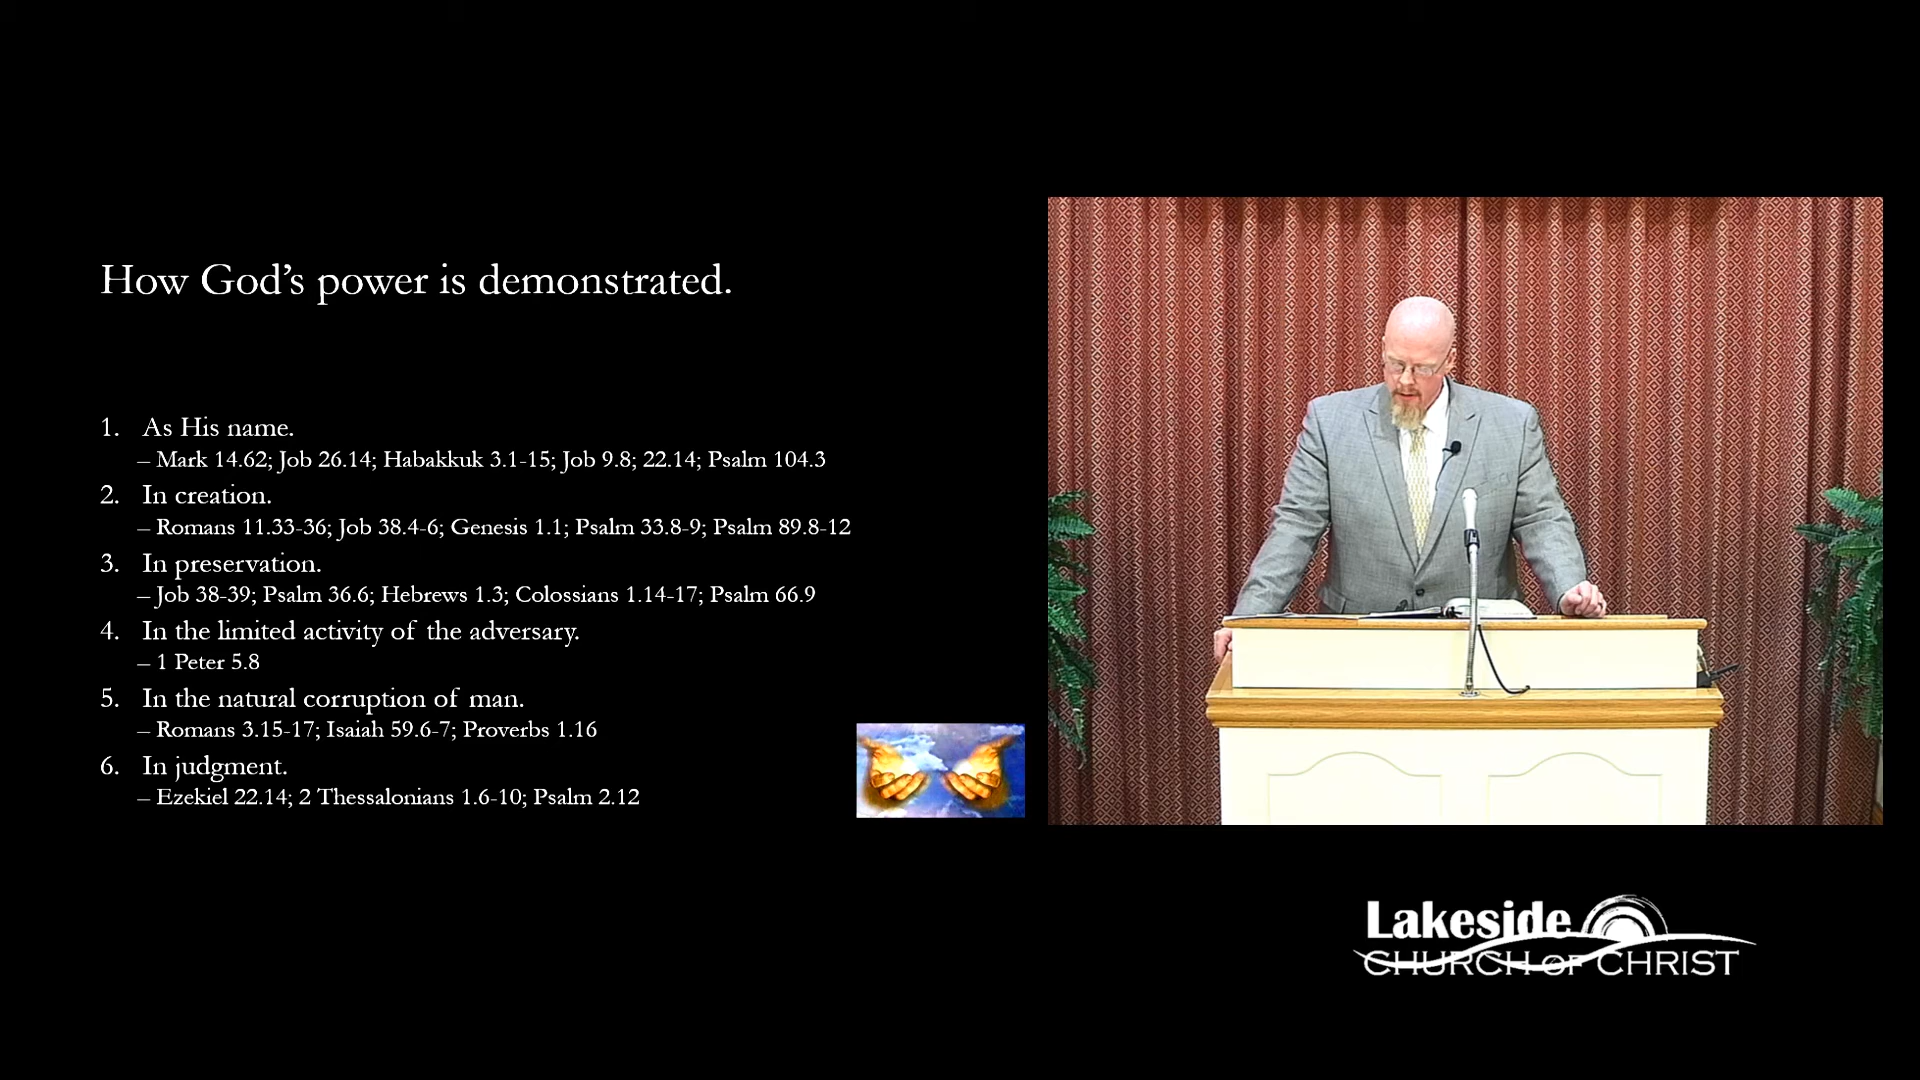 How God's power is demonstrated.
1. As His name.
– Mark 14.62; Job 26.14; Habakkuk 3.1-15; Job 9.8; 22.14; Psalm 104.3
2. In creation.
– Romans 11.33-36; Job 38.4-6; Genesis 1.1; Psalm 33.8-9; Psalm 89.8-12
3. In preservation.
– Job 38-39; Psalm 36.6; Hebrews 1.3; Colossians 1.14-17; Psalm 66.9
4. In the limited activity of the adversary.
– 1 Peter 5.8
5. In the natural corruption of man.
– Romans 3.15-17; Isaiah 59.6-7; Proverbs 1.16
6. In judgment.
– Ezekiel 22.14; 2 Thessalonians 1.6-10; Psalm 2.12
Lakeside
CHURCH OF CHRIST